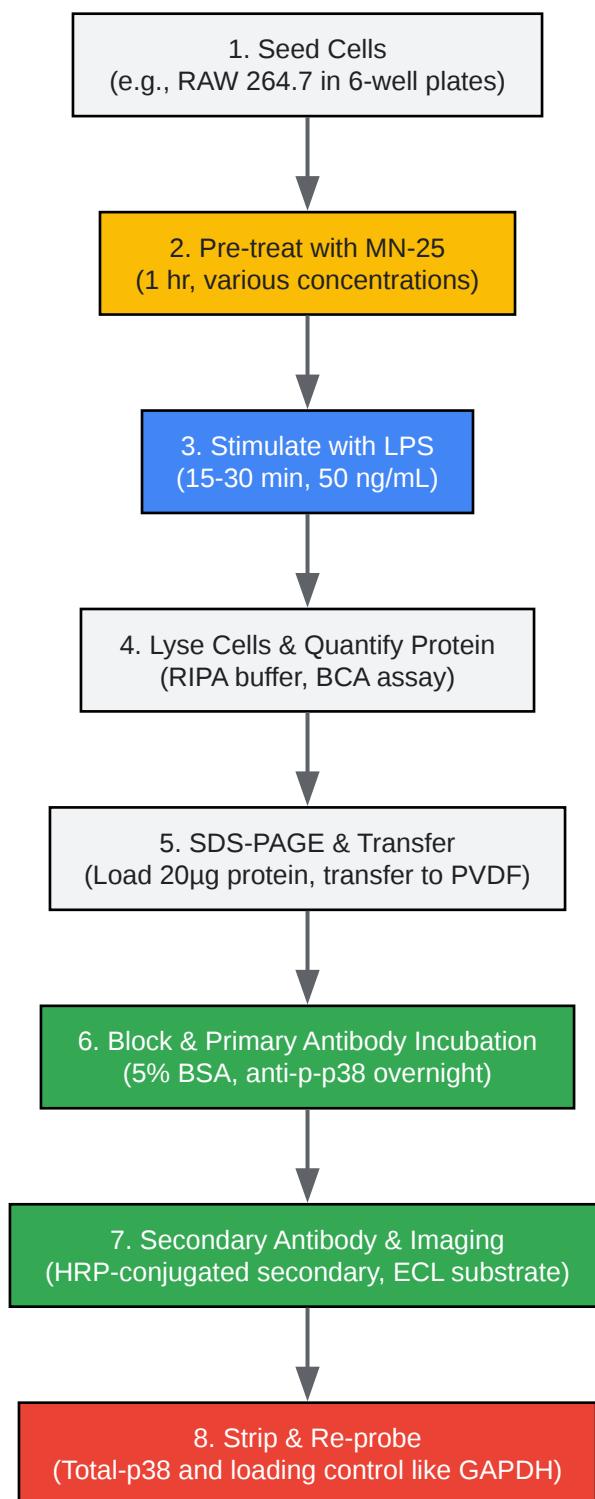 1. Seed Cells
(e.g., RAW 264.7 in 6-well plates)
2. Pre-treat with MN-25
(1 hr, various concentrations)
3. Stimulate with LPS
(15-30 min, 50 ng/mL)
4. Lyse Cells & Quantify Protein
(RIPA buffer, BCA assay)
5. SDS-PAGE & Transfer
(Load 20µg protein, transfer to PVDF)
6. Block & Primary Antibody Incubation
(5% BSA, anti-p-p38 overnight)
7. Secondary Antibody & Imaging
(HRP-conjugated secondary, ECL substrate)
8. Strip & Re-probe
(Total-p38 and loading control like GAPDH)